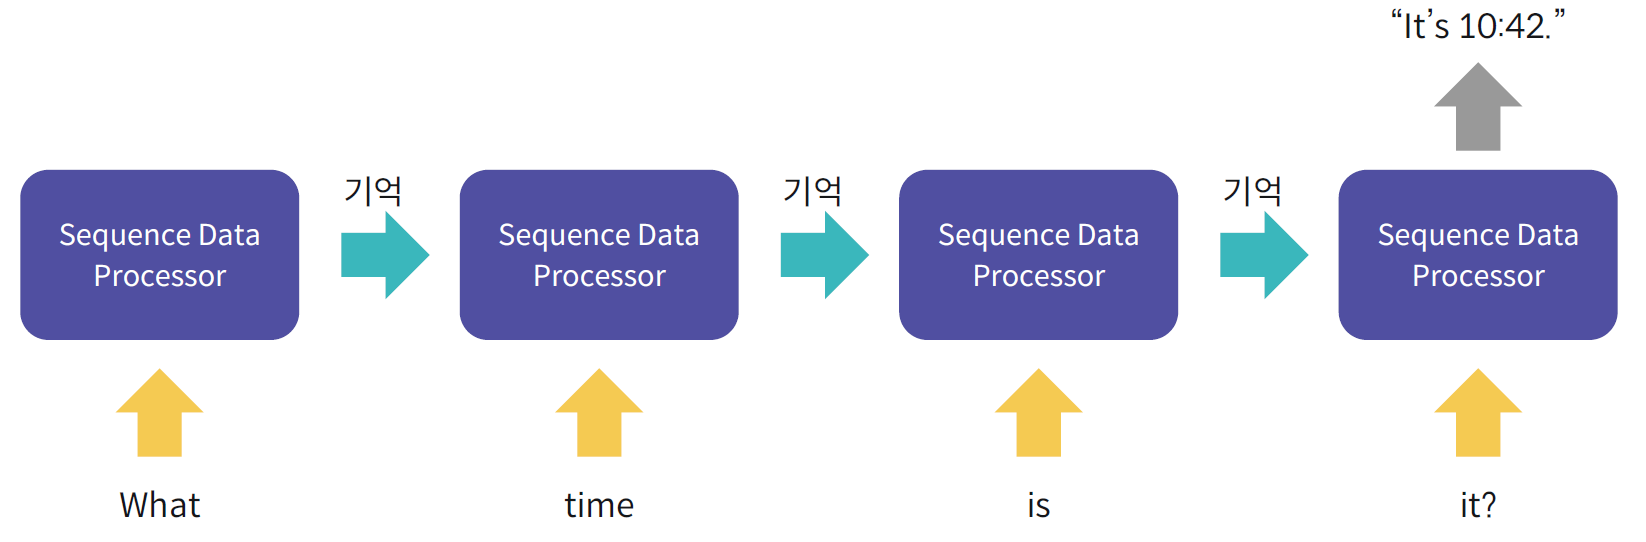 “It’s 10:42.”
기억
기억
기억
Sequence Data
Processor
Sequence Data
Processor
Sequence Data
Processor
Sequence Data
Processor
What
time
is
it?